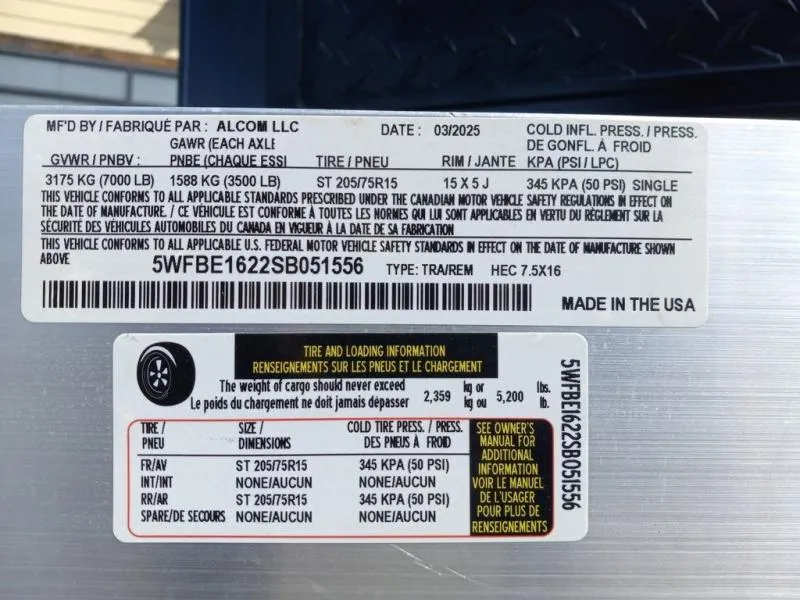 MF'D BY / FABRIQUÉ PAR : ALCOM LLC DATE : 03/2025 COLD INFL. PRESS. / PRESS.
GAWR (EACH AXLE DE GONFL. À FROID
GVWR / PNBV : PNBE (CHAQUE ESSI TIRE / PNEU RIM / JANTE KPA (PSI / LPC)
3175 KG (7000 LB) 1588 KG (3500 LB) ST 205/75R15 15 X 5 J 345 KPA (50 PSI) SINGLE
THIS VEHICLE CONFORMS TO ALL APPLICABLE STANDARDS PRESCRIBED UNDER THE CANADIAN MOTOR VEHICLE SAFETY REGULATIONS IN EFFECT ON
THE DATE OF MANUFACTURE. / CE VÉHICULE EST CONFORME À TOUTES LES NORMES QUI LUI SONT APPLICABLES EN VERTU DU RÈGLEMENT SUR LA
SÉCURITÉ DES VÉHICULES AUTOMOBILES DU CANADA EN VIGUEUR À LA DATE DE SA FABRICATION
THIS VEHICLE CONFORMS TO ALL APPLICABLE U.S. FEDERAL MOTOR VEHICLE SAFETY STANDARDS IN EFFECT ON THE DATE OF MANUFACTURE SHOWN
ABOVE
5WFBE1622SB051556 TYPE: TRA/REM HEC 7.5X16
MADE IN THE USA
TIRE AND LOADING INFORMATION
RENSEIGNEMENTS SUR LES PNEUS ET LE CHARGEMENT
The weight of cargo should never exceed kg or lbs.
2,359 5,200
Le poids du chargement ne doit jamais dépasser kg ou lb.
TIRE / SIZE / COLD TIRE PRESS. / PRESS.
PNEU DIMENSIONS DES PNEUS À FROID
FR/AV ST 205/75R15 345 KPA (50 PSI)
INT/INT NONE/AUCUN NONE/AUCUN
RR/AR ST 205/75R15 345 KPA (50 PSI)
SPARE/DE SECOURS NONE/AUCUN NONE/AUCUN
SEE OWNER'S
MANUAL FOR
ADDITIONAL
INFORMATION
VOIR LE MANUEL
DE L'USAGER
POUR PLUS DE
RENSEIGNEMENTS
5WFBE1622SB051556